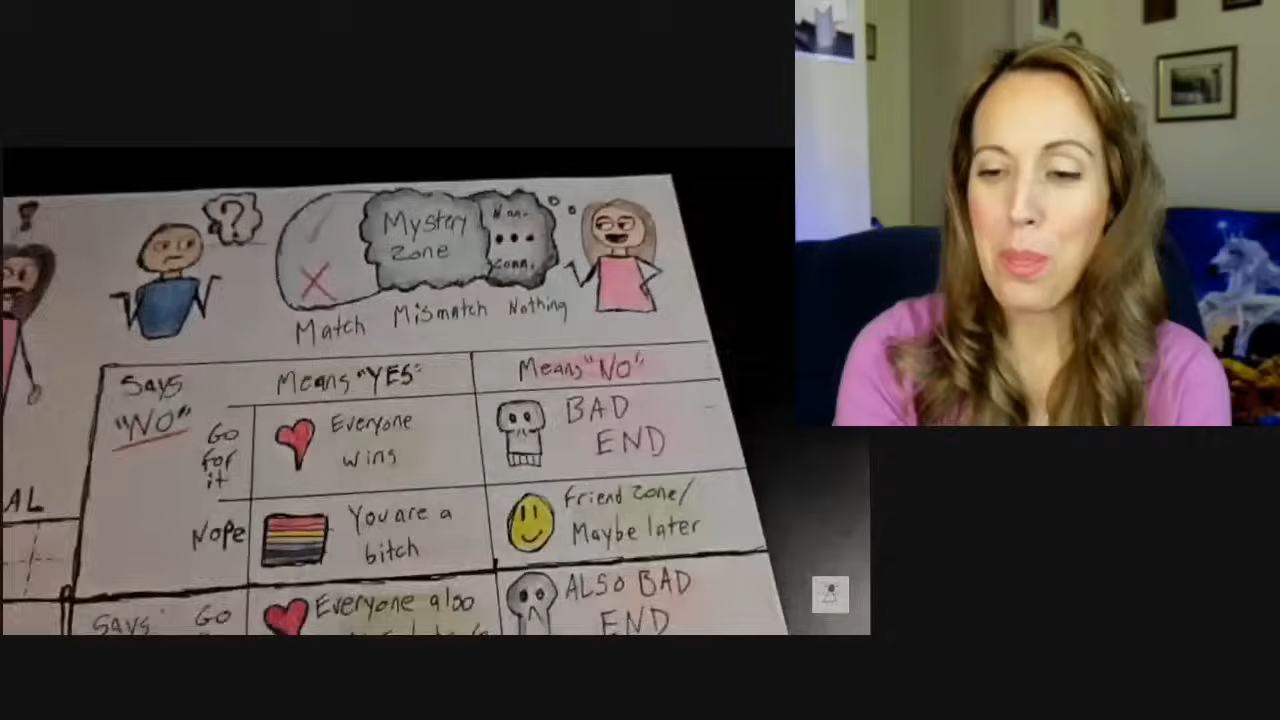 ?
Mystery
Zone
...
Match Mismatch Nothing
Says
"NO"
Means "YES"
Means "NO"
Go
for
it
Everyone
wins
BAD
END
AL
Nope
You are a
bitch
Friend zone/
Maybe later
Says
Go
Everyone also
ALSO BAD
END